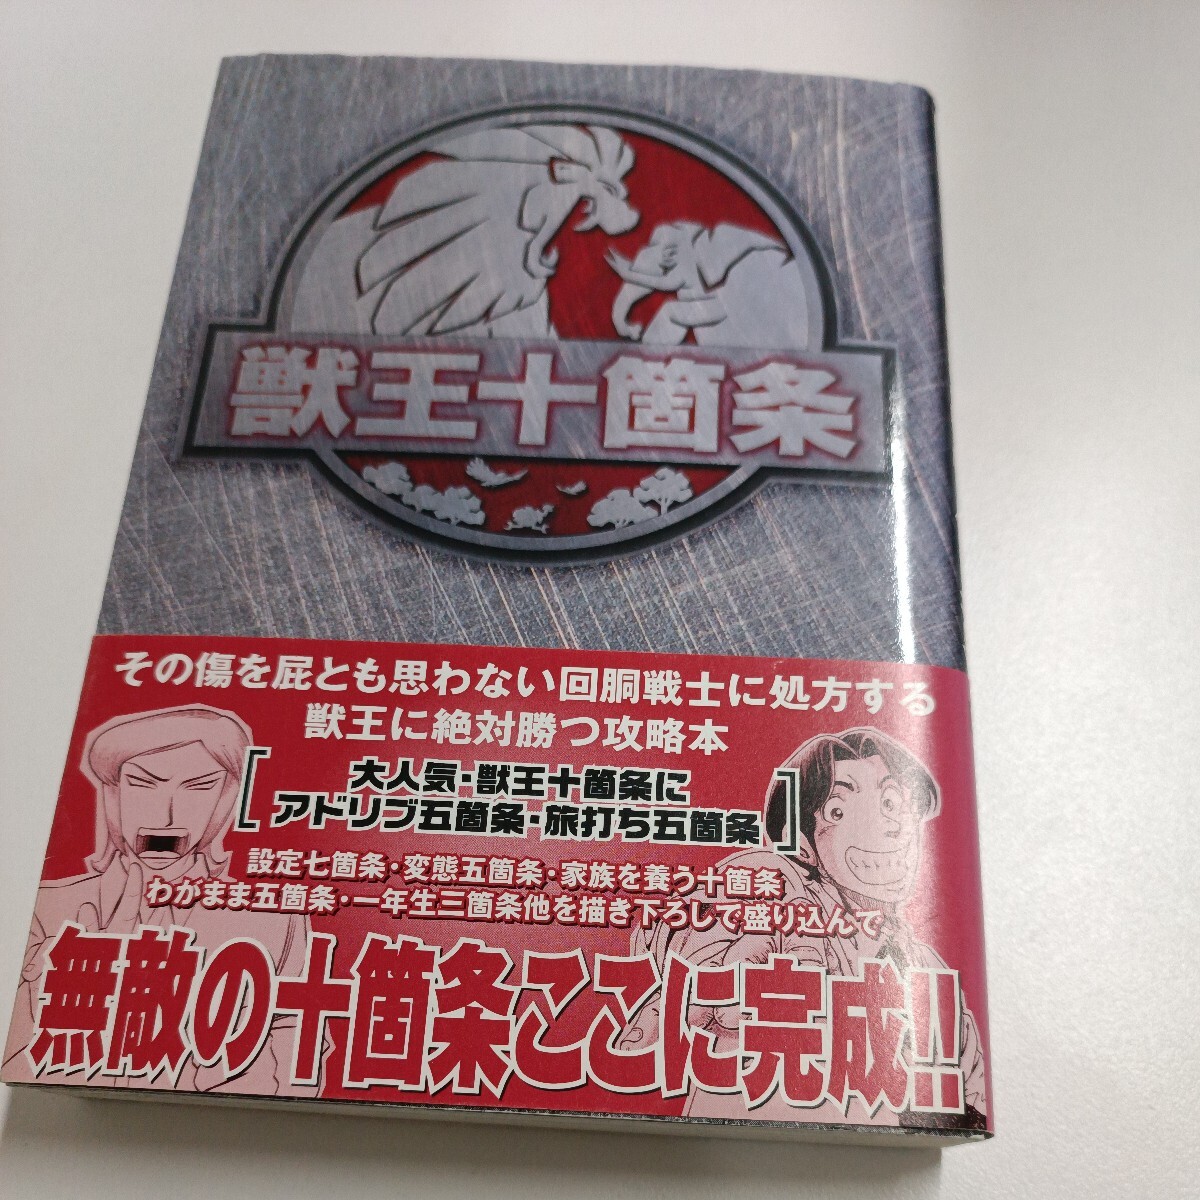 獣王十箇条
その傷を屁とも思わない回胴戦士に処方する
獣王に絶対勝つ攻略本
大人気・獣王十箇条に
アドリブ五箇条・旅打ち五箇条
設定七箇条・変態五箇条・家族を養う十箇条
わがまま五箇条・一年生三箇条他を描き下ろしで盛り込んで
無敵の十箇条ここに完成!!